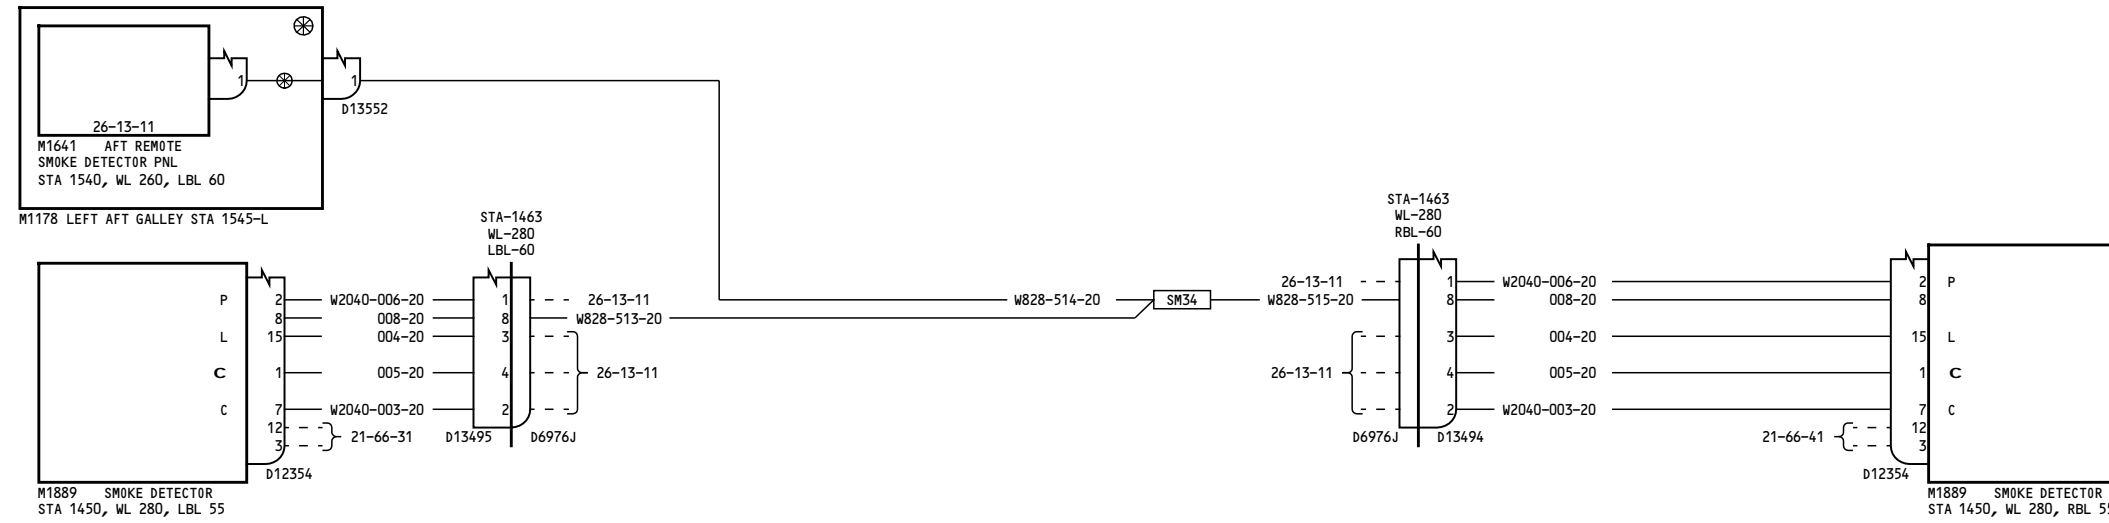 1
1
D13552
26-13-11
M1641 AFT REMOTE
SMOKE DETECTOR PNL
STA 1540, WL 260, LBL 60
M1178 LEFT AFT GALLEY STA 1545-L
STA-1463
WL-280
LBL-60
P 2 W2040-006-20 1 26-13-11
8 008-20 8 W828-513-20
L 15 004-20 3
C 1 005-20 4 26-13-11
C 7 W2040-003-20 2
12
21-66-31
3
D13495 D6976J
D12354
M1889 SMOKE DETECTOR
STA 1450, WL 280, LBL 55
W828-514-20 SM34 W828-515-20
STA-1463
WL-280
RBL-60
26-13-11 1 W2040-006-20 2 P
8 008-20 8
3 004-20 15 L
26-13-11 4 005-20 1 C
2 W2040-003-20 7 C
12
21-66-41
3
D6976J D13494
D12354
M1889 SMOKE DETECTOR
STA 1450, WL 280, RBL